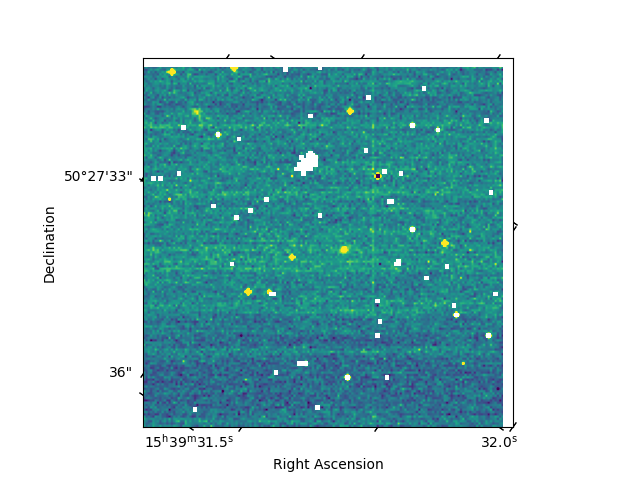 50°27'33"
Declination
36"
15ʰ39ᵐ31.5ˢ
32.0ˢ
Right Ascension